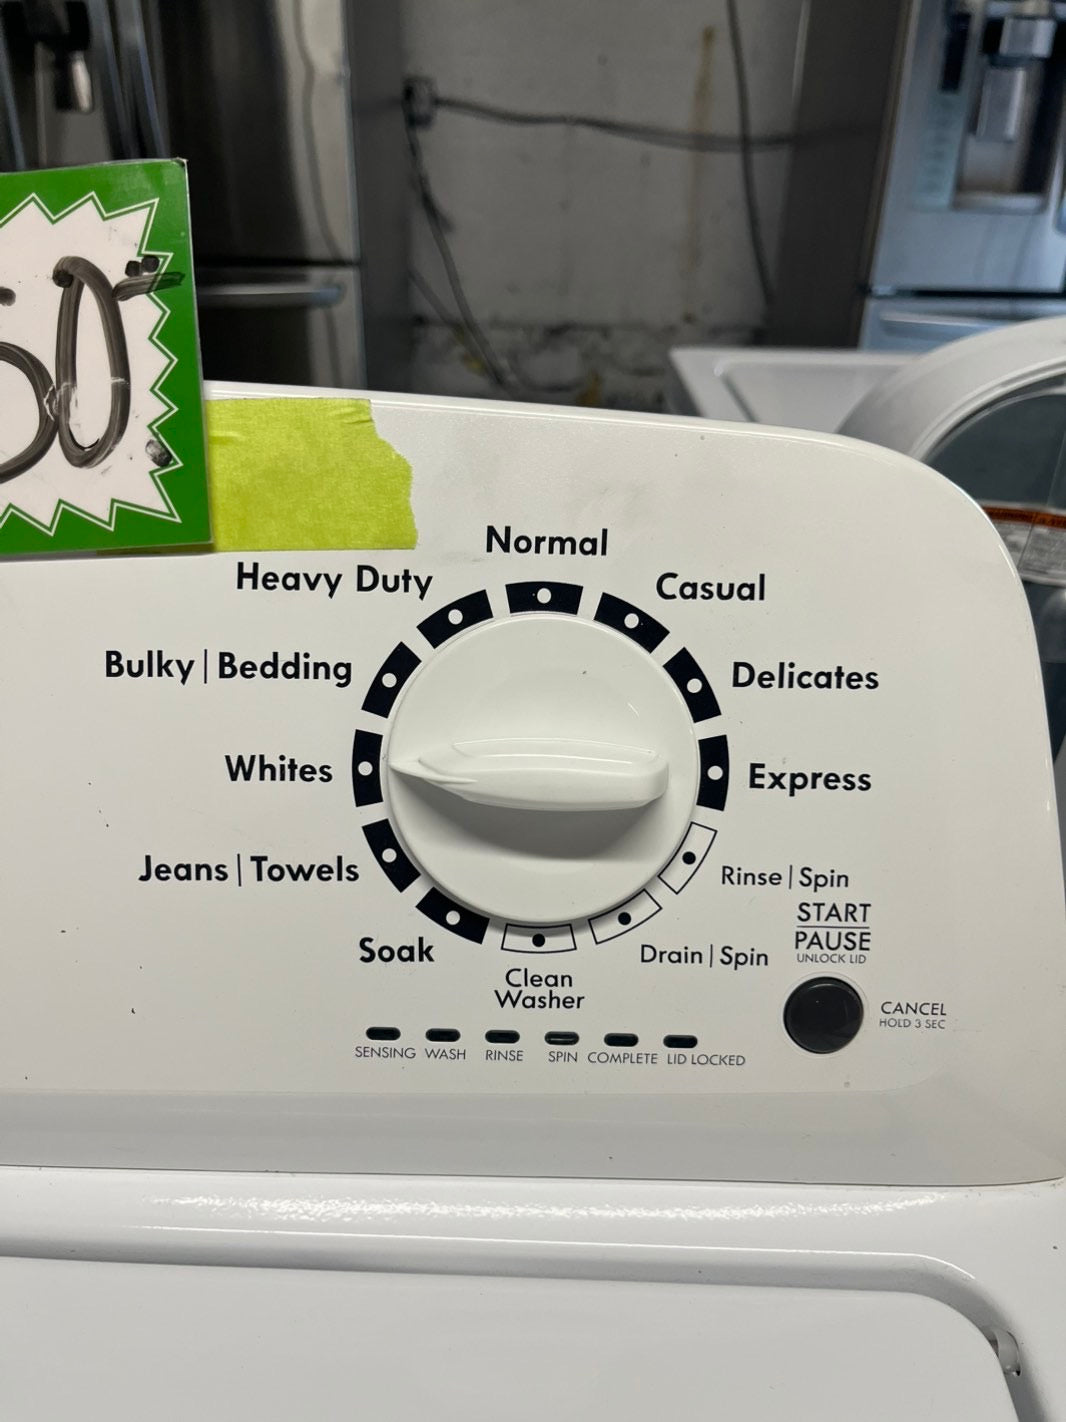 50
Normal
Heavy Duty
Casual
Bulky | Bedding
Delicates
Whites
Express
Jeans | Towels
Rinse | Spin
Soak
Drain | Spin
Clean
Washer
START
PAUSE
UNLOCK LID
CANCEL
HOLD 3 SEC
SENSING WASH RINSE SPIN COMPLETE LID LOCKED